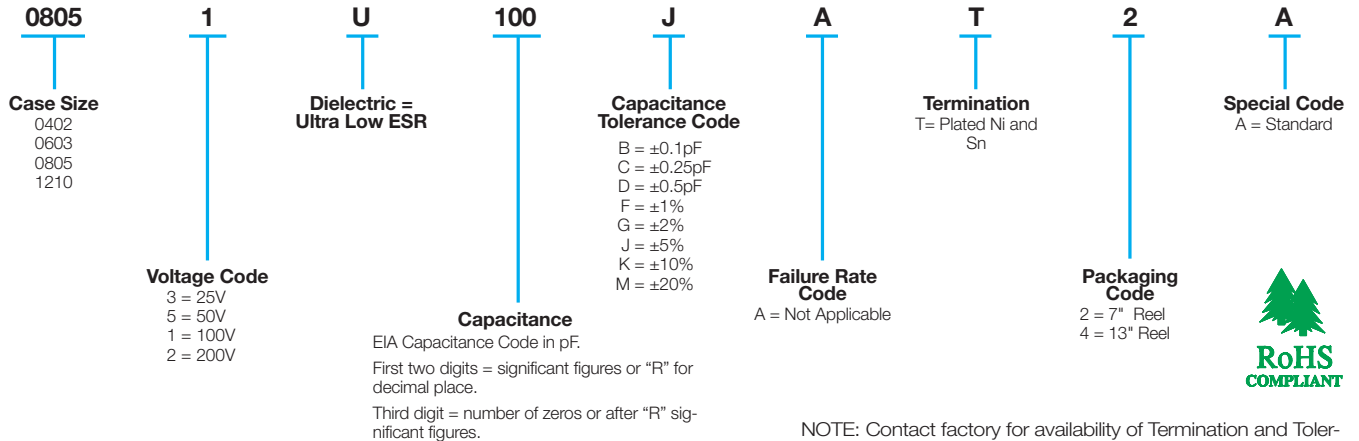 0805 1 U 100 J A T 2 A
Case Size
0402
0603
0805
1210
Voltage Code
3 = 25V
5 = 50V
1 = 100V
2 = 200V
Dielectric =
Ultra Low ESR
Capacitance
EIA Capacitance Code in pF.
First two digits = significant figures or “R” for
decimal place.
Third digit = number of zeros or after “R” sig-
nificant figures.
Capacitance
Tolerance Code
B = ±0.1pF
C = ±0.25pF
D = ±0.5pF
F = ±1%
G = ±2%
J = ±5%
K = ±10%
M = ±20%
Failure Rate
Code
A = Not Applicable
Termination
T= Plated Ni and
Sn
Packaging
Code
2 = 7" Reel
4 = 13" Reel
Special Code
A = Standard
RoHS
COMPLIANT
NOTE: Contact factory for availability of Termination and Toler-